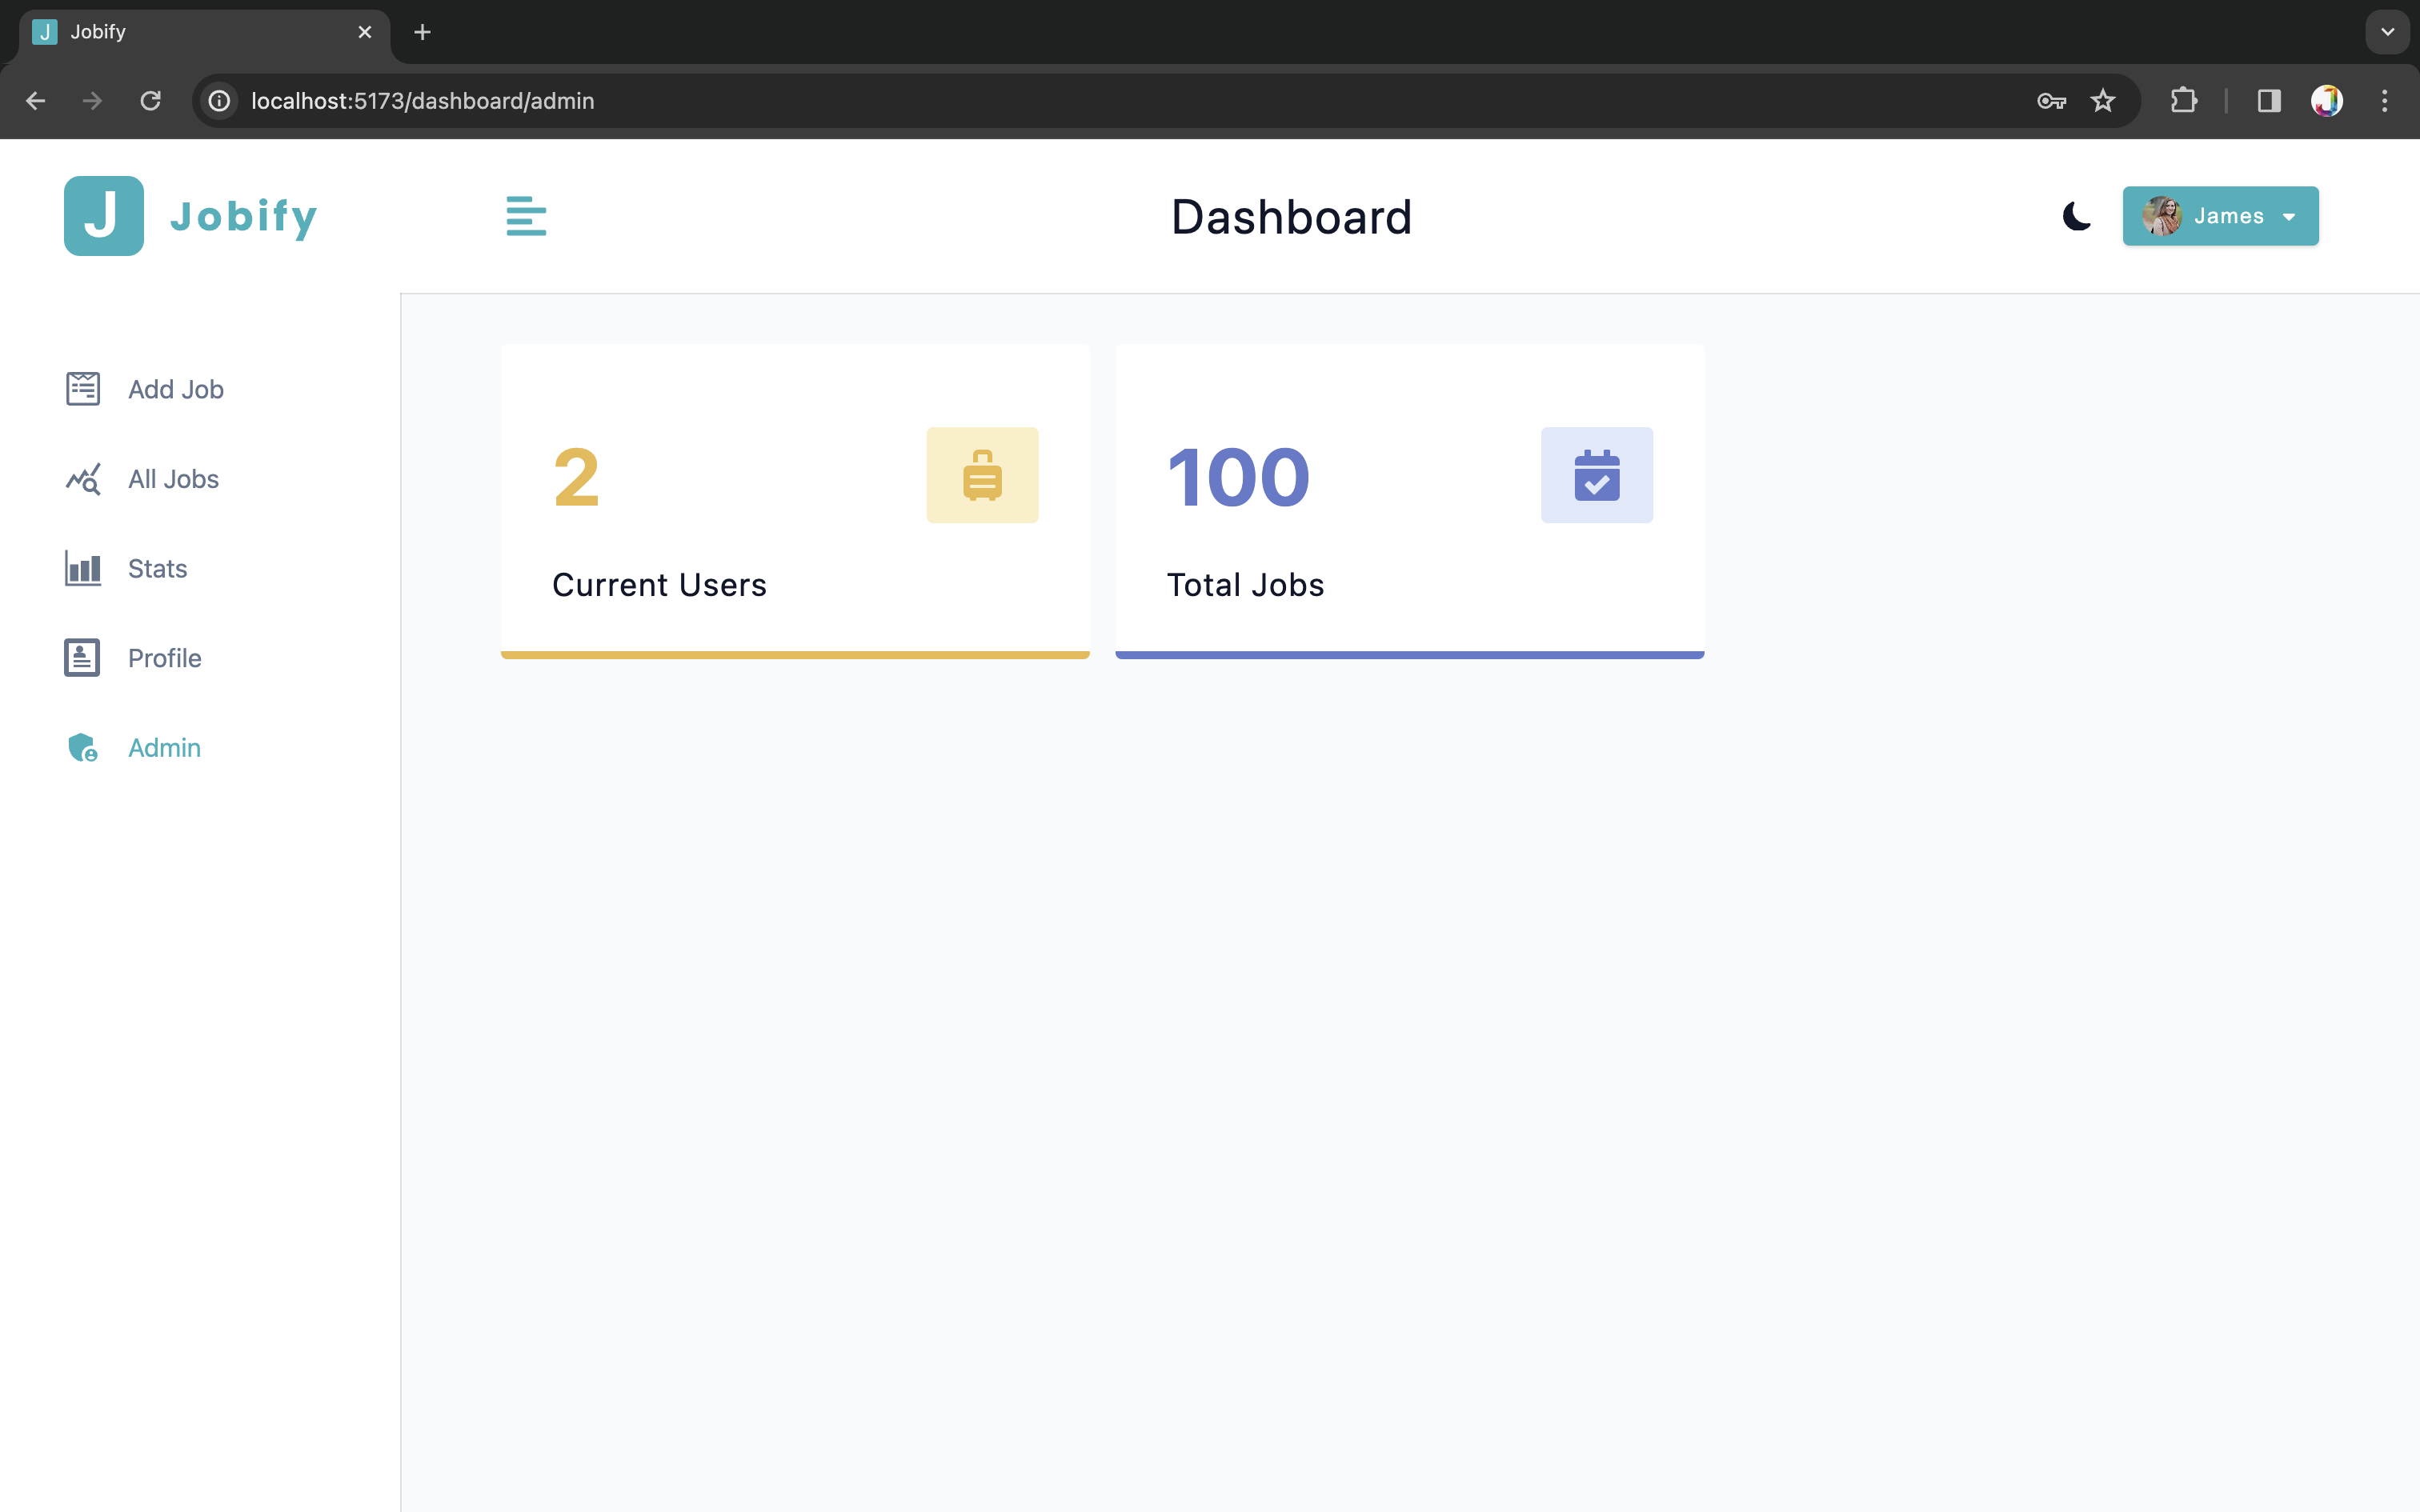 J Jobify
localhost:5173/dashboard/admin
J Jobify
Dashboard
James
Add Job
All Jobs
Stats
Profile
Admin
2
Current Users
100
Total Jobs